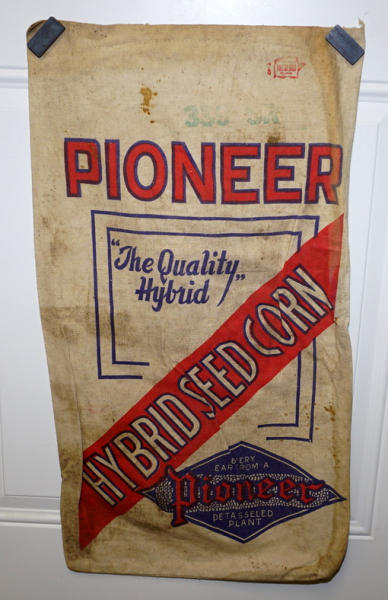 PIONEER
"The Quality
Hybrid"
HYBRID SEED CORN
EVERY
EAR FROM A
Pioneer
DETASSELED
PLANT